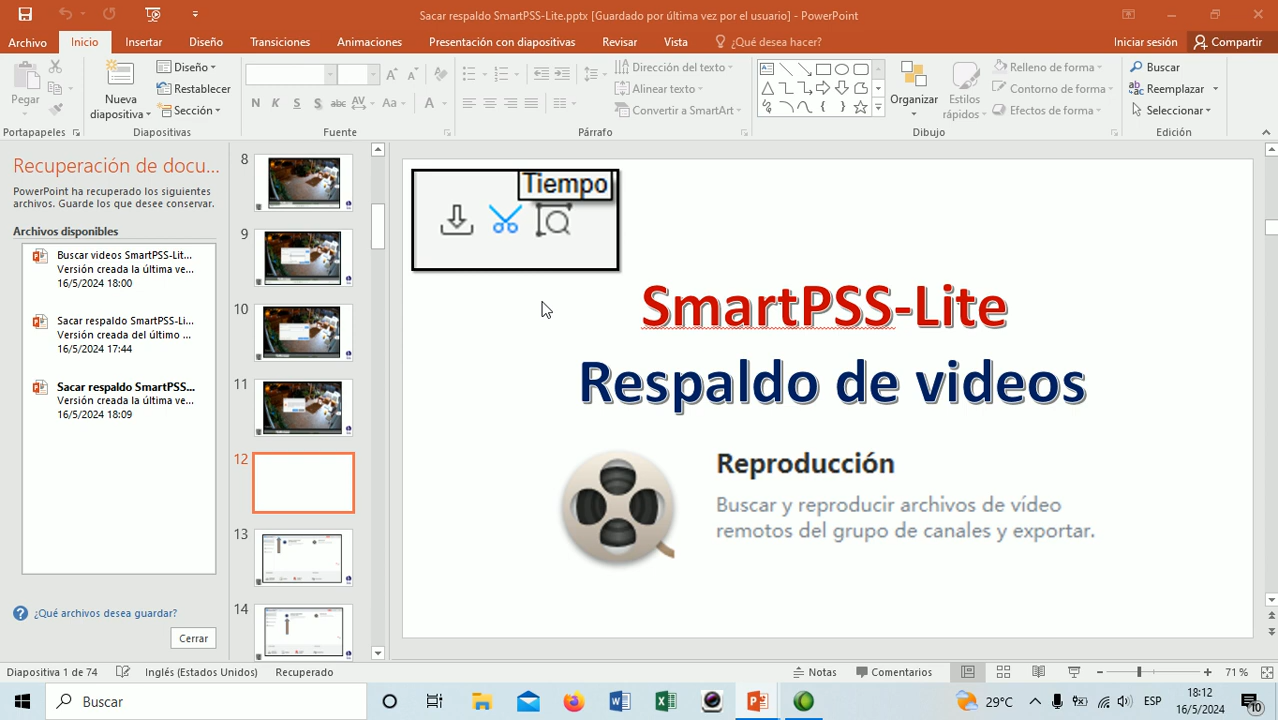 Sacar respaldo SmartPSS-Lite.pptx [Guardado por última vez por el usuario] - PowerPoint
Archivo Inicio Insertar Diseño Transiciones Animaciones Presentación con diapositivas Revisar Vista ¿Qué desea hacer? Iniciar sesión Compartir
Pegar
Portapapeles
Nueva
diapositiva
Diseño
Restablecer
Sección
Diapositivas
N K S S abc AV Aa A
Fuente
Dirección del texto
Alinear texto
Convertir a SmartArt
Párrafo
Organizar
Estilos
rápidos
Relleno de forma
Contorno de forma
Efectos de forma
Dibujo
Buscar
Reemplazar
Seleccionar
Edición
Recuperación de docu...
PowerPoint ha recuperado los siguientes
archivos. Guarde los que desee conservar.
Archivos disponibles
Buscar videos SmartPSS-Lit...
Versión creada la última ve...
16/5/2024 18:00
Sacar respaldo SmartPSS-Li...
Versión creada del último ...
16/5/2024 17:44
Sacar respaldo SmartPSS...
Versión creada la última ve...
16/5/2024 18:09
¿Qué archivos desea guardar?
Cerrar
8
9
10
11
12
13
14
Tiempo
SmartPSS-Lite
Respaldo de videos
Reproducción
Buscar y reproducir archivos de vídeo
remotos del grupo de canales y exportar.
Diapositiva 1 de 74 Inglés (Estados Unidos) Recuperado Notas Comentarios 71 %
Buscar
29°C
ESP
18:12
16/5/2024
10